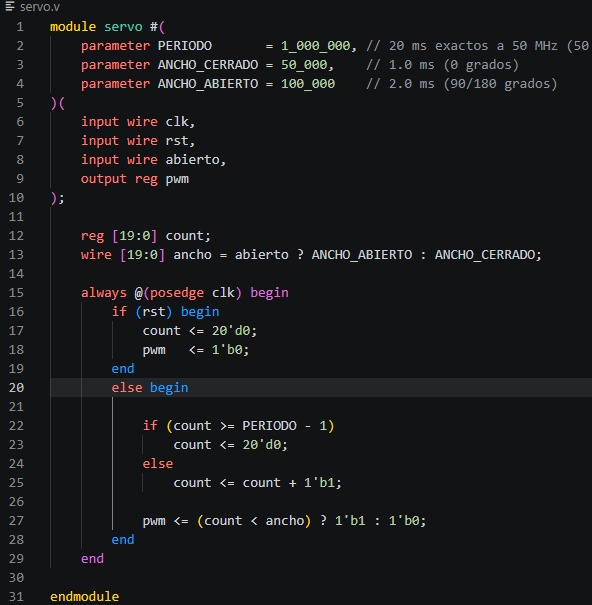 servo.v
1 module servo #(
2 parameter PERIODO = 1_000_000, // 20 ms exactos a 50 MHz (50
3 parameter ANCHO_CERRADO = 50_000, // 1.0 ms (0 grados)
4 parameter ANCHO_ABIERTO = 100_000 // 2.0 ms (90/180 grados)
5 )(
6 input wire clk,
7 input wire rst,
8 input wire abierto,
9 output reg pwm
10 );
11
12 reg [19:0] count;
13 wire [19:0] ancho = abierto ? ANCHO_ABIERTO : ANCHO_CERRADO;
14
15 always @(posedge clk) begin
16 if (rst) begin
17 count <= 20'd0;
18 pwm <= 1'b0;
19 end
20 else begin
21
22 if (count >= PERIODO - 1)
23 count <= 20'd0;
24 else
25 count <= count + 1'b1;
26
27 pwm <= (count < ancho) ? 1'b1 : 1'b0;
28 end
29 end
30
31 endmodule